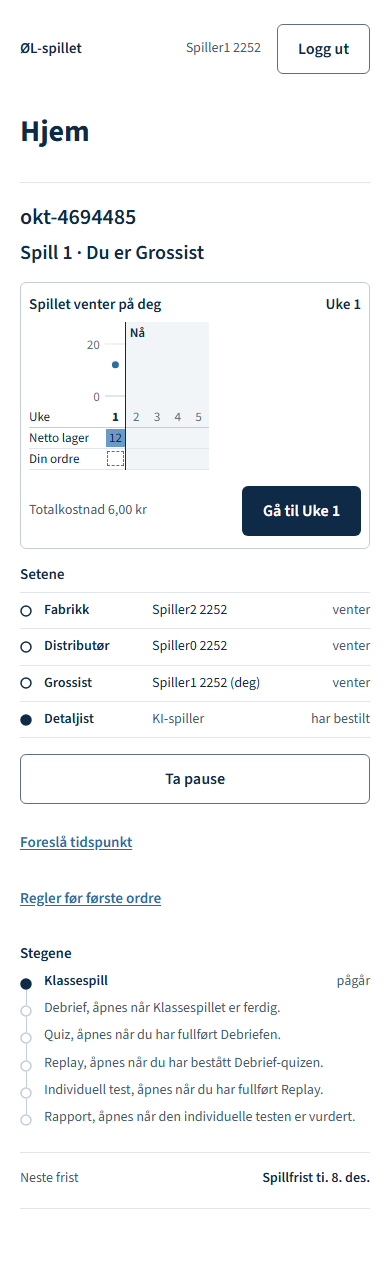 ØL-spillet Spiller1 2252 Logg ut
Hjem
okt-4694485
Spill 1 · Du er Grossist
Spillet venter på deg Uke 1
Nå
20
0
Uke 1 2 3 4 5
Netto lager 12
Din ordre
Totalkostnad 6,00 kr Gå til Uke 1
Setene
Fabrikk Spiller2 2252 venter
Distributør Spiller0 2252 venter
Grossist Spiller1 2252 (deg) venter
Detaljist KI-spiller har bestilt
Ta pause
Foreslå tidspunkt
Regler før første ordre
Stegene
Klassespill pågår
Debrief, åpnes når Klassespillet er ferdig.
Quiz, åpnes når du har fullført Debriefen.
Replay, åpnes når du har bestått Debrief-quizen.
Individuell test, åpnes når du har fullført Replay.
Rapport, åpnes når den individuelle testen er vurdert.
Neste frist Spillfrist ti. 8. des.